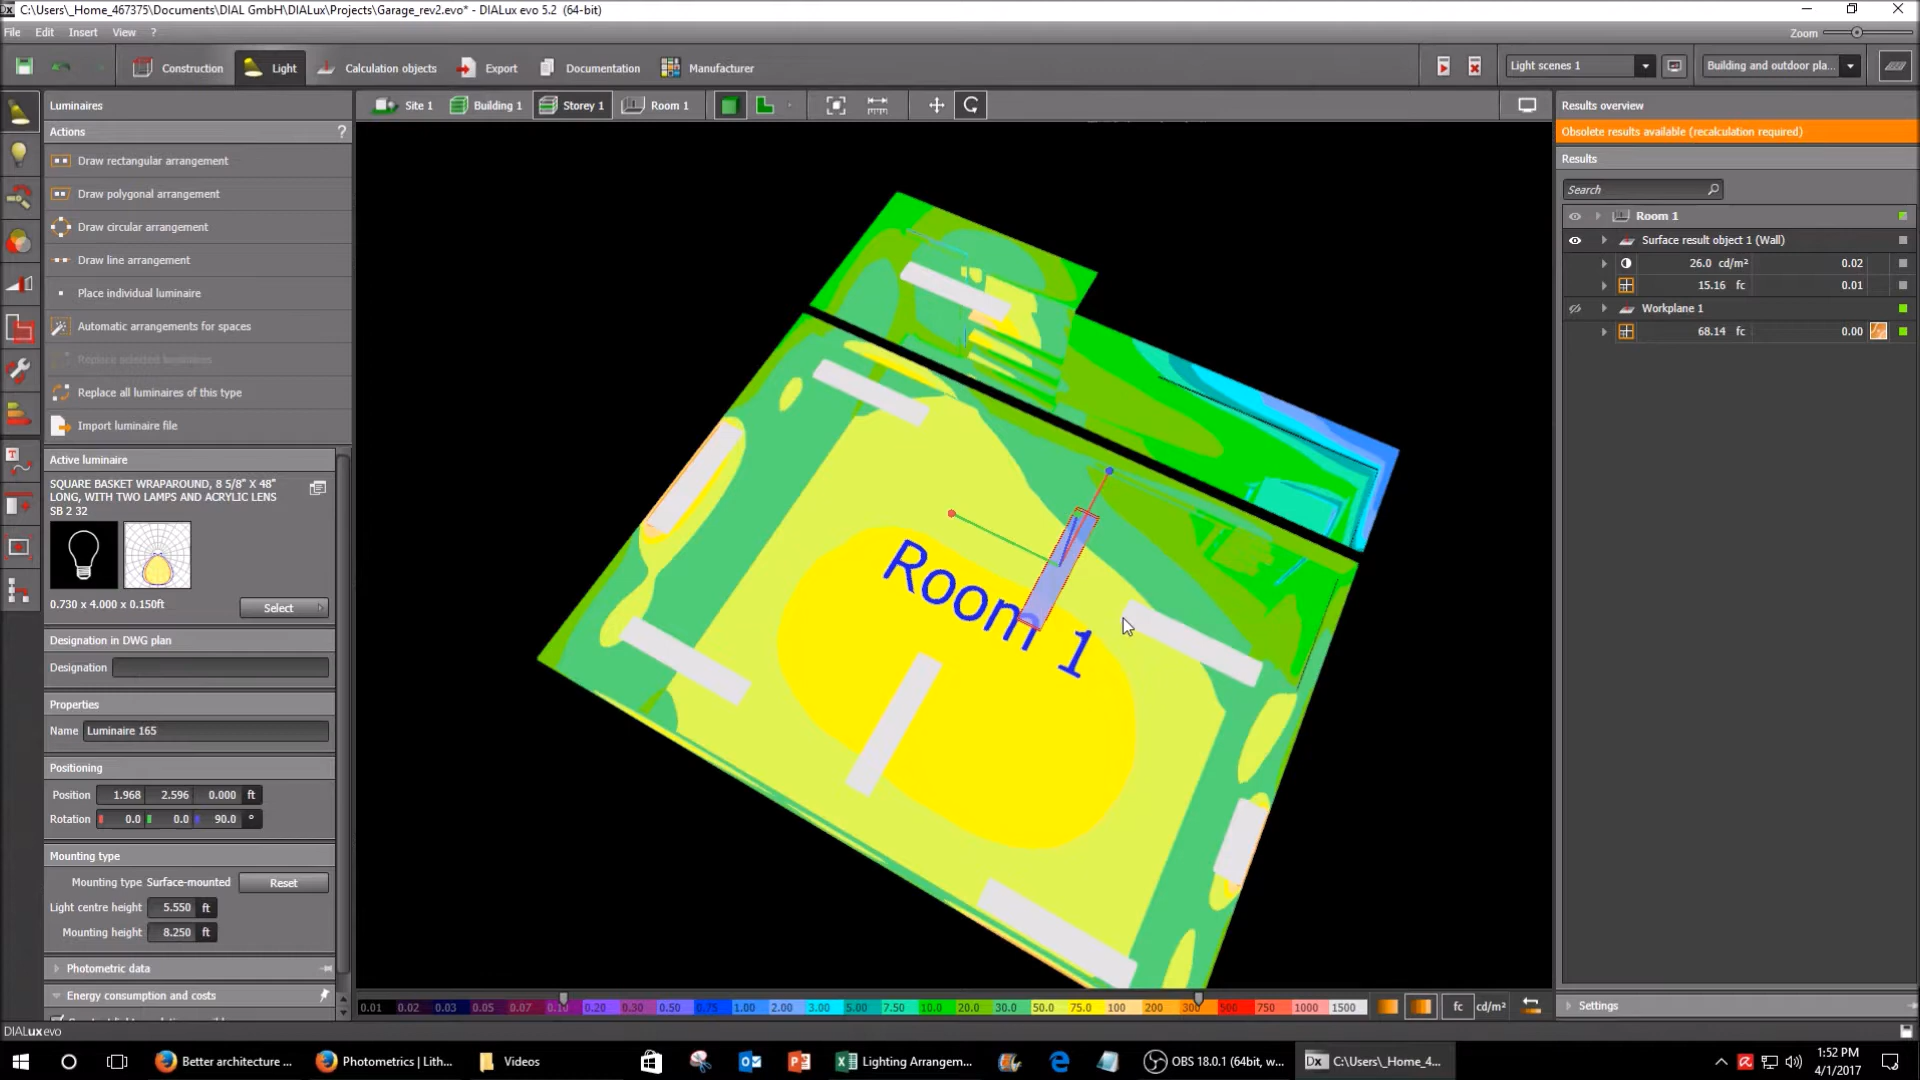 Dx C:\Users\_Home_467375\Documents\DIAL GmbH\DIALux\Projects\Garage_rev2.evo* - DIALux evo 5.2 (64-bit)
File Edit Insert View ?
Zoom
Construction Light Calculation objects Export Documentation Manufacturer
Light scenes 1
Building and outdoor pla...
Luminaires
Site 1 Building 1 Storey 1 Room 1
Results overview
Actions ?
Obsolete results available (recalculation required)
Draw rectangular arrangement
Results
Draw polygonal arrangement
Search
Draw circular arrangement
Room 1
Draw line arrangement
Surface result object 1 (Wall)
26.0 cd/m² 0.02
Place individual luminaire
15.16 fc 0.01
Automatic arrangements for spaces
Workplane 1
68.14 fc 0.00
Replace selected luminaires
Replace all luminaires of this type
Import luminaire file
Active luminaire
SQUARE BASKET WRAPAROUND, 8 5/8" X 48"
LONG, WITH TWO LAMPS AND ACRYLIC LENS
SB 2 32
0.730 x 4.000 x 0.150ft
Select
Room 1
Designation in DWG plan
Designation
Properties
Name Luminaire 165
Positioning
Position 1.968 2.596 0.000 ft
Rotation 0.0 0.0 90.0 °
Mounting type
Mounting type Surface-mounted Reset
Light centre height 5.550 ft
Mounting height 8.250 ft
Photometric data
Energy consumption and costs
0.01 0.02 0.03 0.05 0.07 0.10 0.20 0.30 0.50 0.75 1.00 2.00 3.00 5.00 7.50 10.0 20.0 30.0 50.0 75.0 100 200 300 500 750 1000 1500 fc cd/m²
Settings
DIALux evo
Better architecture ... Photometrics | Lith... Videos Lighting Arrangem... OBS 18.0.1 (64bit, w... Dx C:\Users\_Home_4...
1:52 PM
4/1/2017